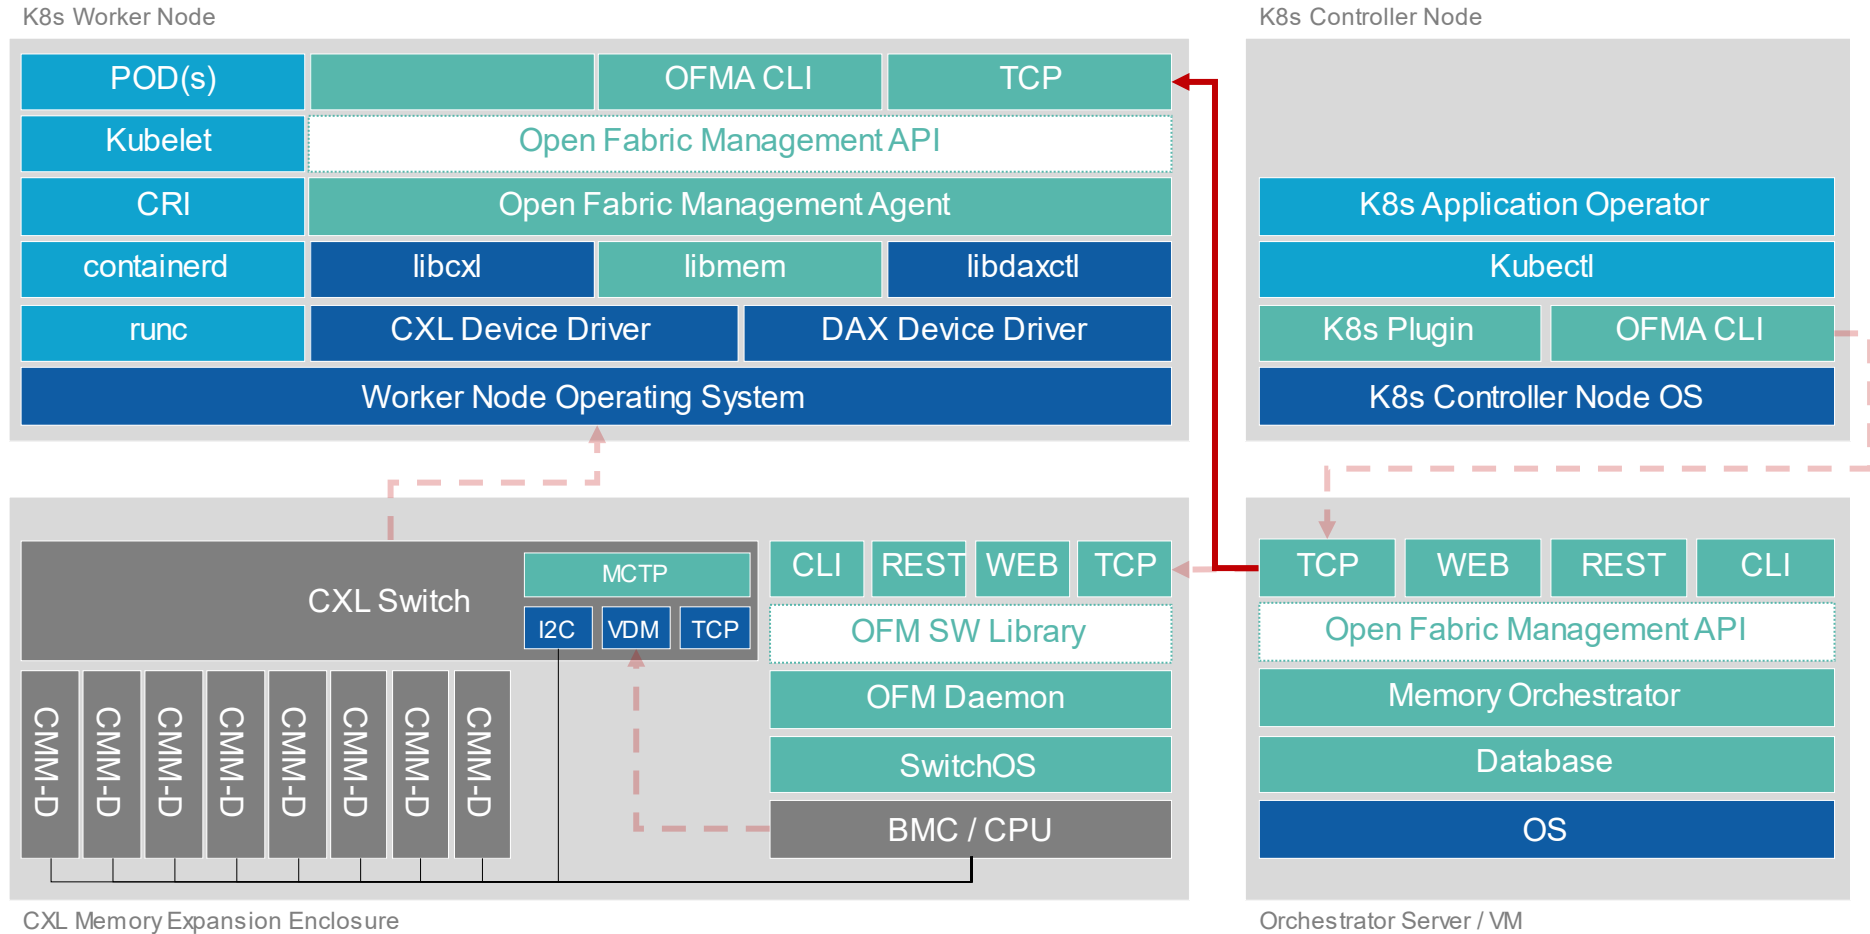 K8s Worker Node
POD(s)
OFMA CLI
TCP
Kubelet
Open Fabric Management API
CRI
Open Fabric Management Agent
containerd
libcxl
libmem
libdaxctl
runc
CXL Device Driver
DAX Device Driver
Worker Node Operating System
K8s Controller Node
K8s Application Operator
Kubectl
K8s Plugin
OFMA CLI
K8s Controller Node OS
CXL Switch
MCTP
I2C
VDM
TCP
CMM-D
CMM-D
CMM-D
CMM-D
CMM-D
CMM-D
CMM-D
CMM-D
CLI
REST
WEB
TCP
OFM SW Library
OFM Daemon
SwitchOS
BMC / CPU
CXL Memory Expansion Enclosure
TCP
WEB
REST
CLI
Open Fabric Management API
Memory Orchestrator
Database
OS
Orchestrator Server / VM